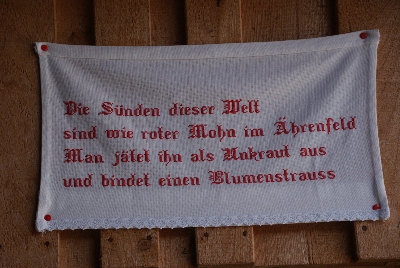 Die Sünden dieser Welt
sind wie roter Mohn im Ährenfeld
Man jätet ihn als Unkraut aus
und bindet einen Blumenstrauss